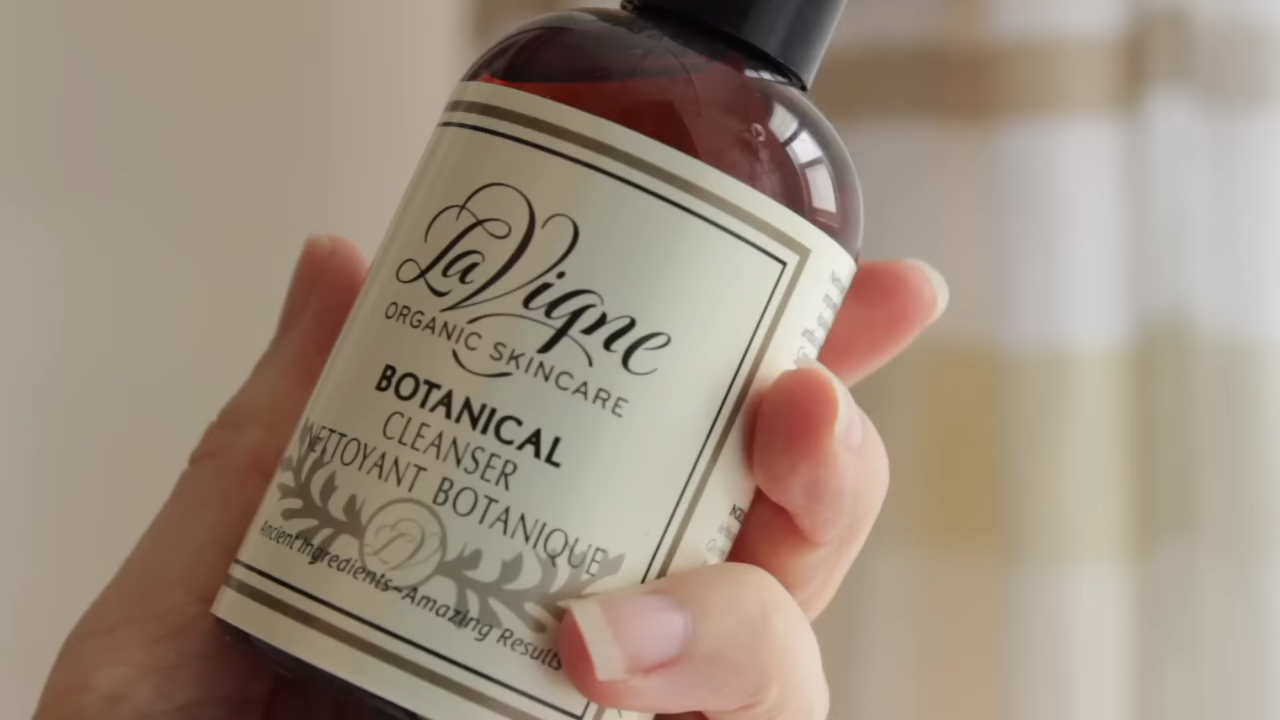 LaVigne
ORGANIC SKINCARE
BOTANICAL
CLEANSER
NETTOYANT BOTANIQUE
Ancient Ingredients~Amazing Results